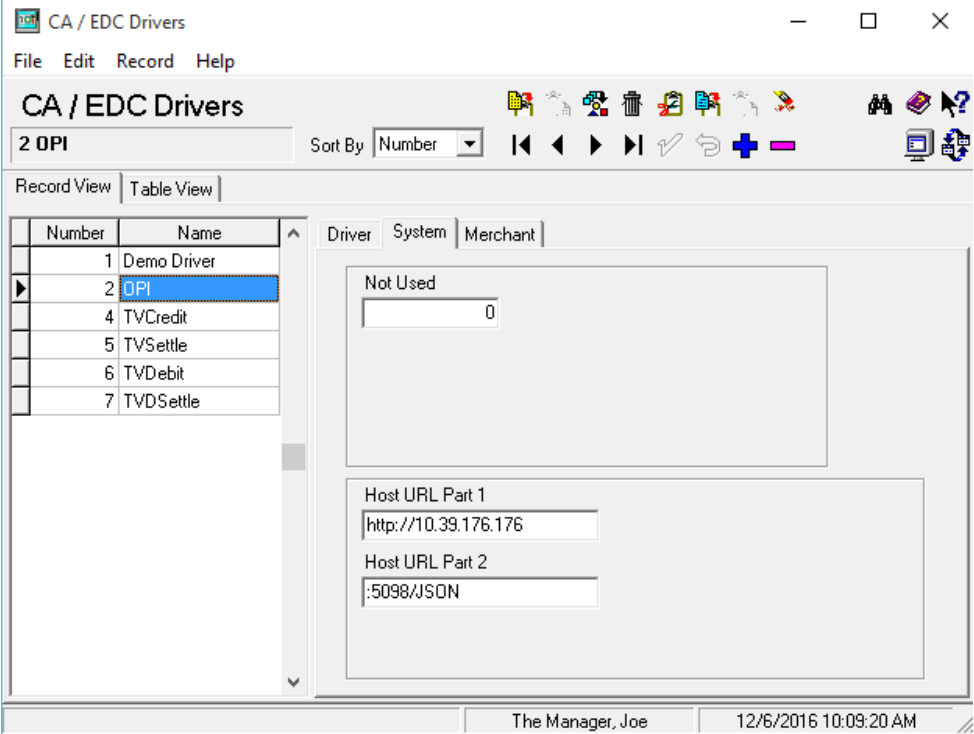 CA / EDC Drivers
File Edit Record Help
CA / EDC Drivers
2 OPI
Sort By Number
Record View Table View
Number Name
1 Demo Driver
2 OPI
4 TVCredit
5 TVSettle
6 TVDebit
7 TVDSettle
Driver System Merchant
Not Used
0
Host URL Part 1
http://10.39.176.176
Host URL Part 2
:5098/JSON
The Manager, Joe 12/6/2016 10:09:20 AM